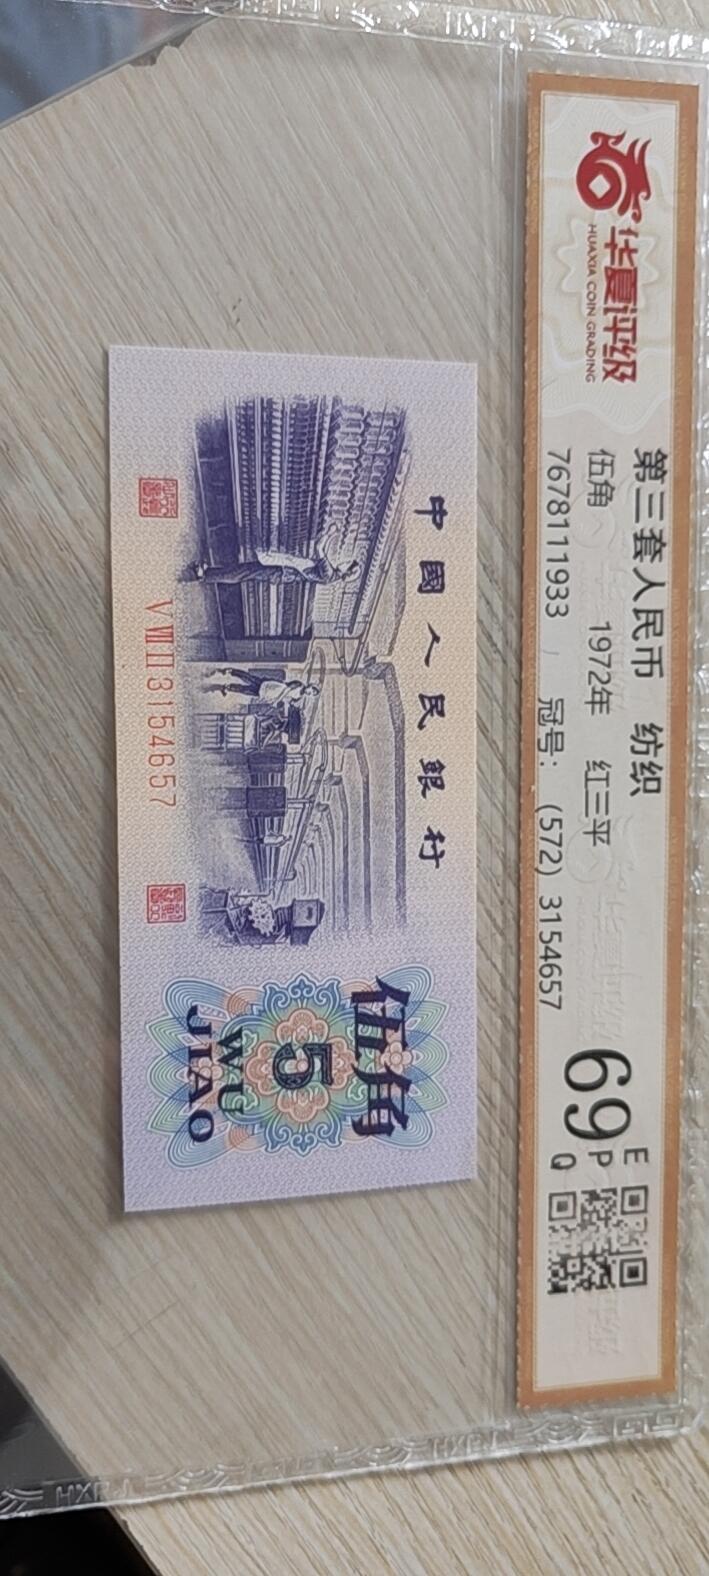 华夏评级
HUAXIA COIN GRADING
第三套人民币 纺织
伍角 1972年 红三平
7678111933 冠号: (572) 3154657
69 E
P
Q
中國人民銀行
伍角
5
WU
JIAO
V Ⅶ Ⅱ 3154657